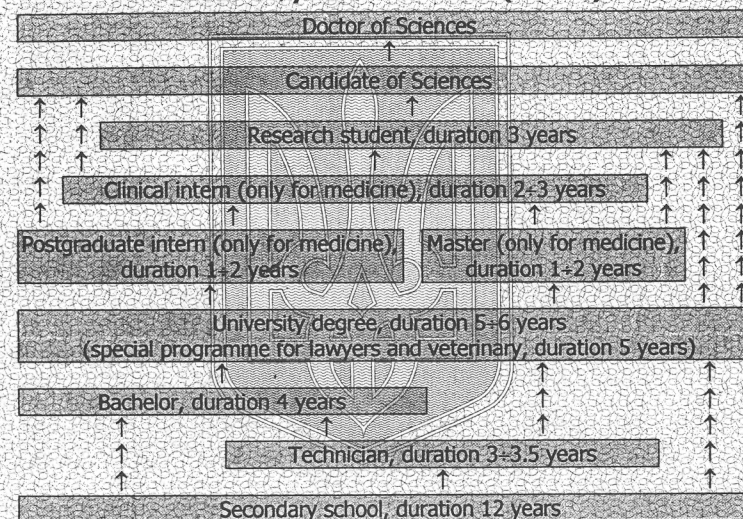 Doctor of Sciences
Candidate of Sciences
Research student, duration 3 years
Clinical intern (only for medicine), duration 2÷3 years
Postgraduate intern (only for medicine),
duration 1÷2 years
Master (only for medicine),
duration 1÷2 years
University degree, duration 5÷6 years
(special programme for lawyers and veterinary, duration 5 years)
Bachelor, duration 4 years
Technician, duration 3÷3.5 years
Secondary school, duration 12 years